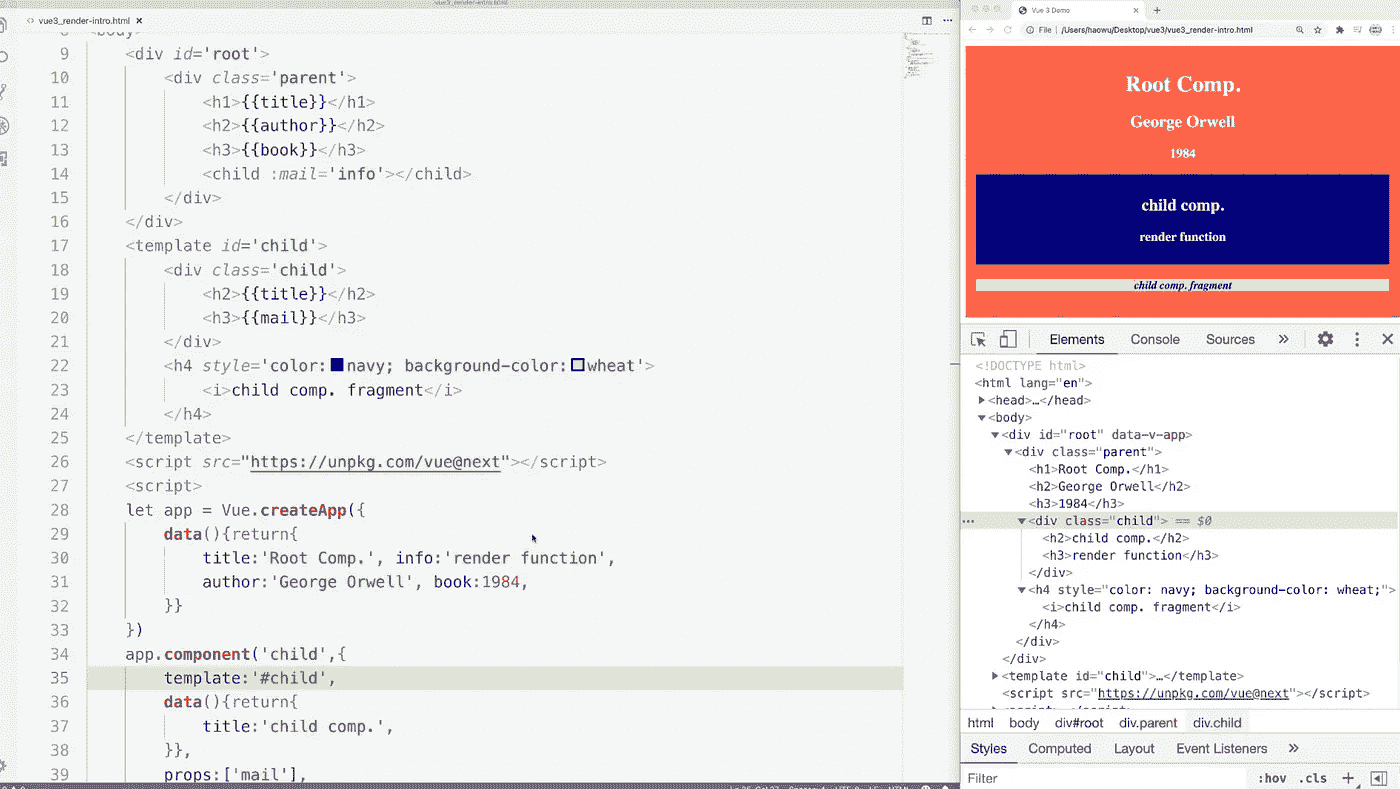 vue3_render-intro.html
vue3_render-intro.html
9 <div id='root'>
10 <div class='parent'>
11 <h1>{{title}}</h1>
12 <h2>{{author}}</h2>
13 <h3>{{book}}</h3>
14 <child :mail='info'></child>
15 </div>
16 </div>
17 <template id='child'>
18 <div class='child'>
19 <h2>{{title}}</h2>
20 <h3>{{mail}}</h3>
21 </div>
22 <h4 style='color:navy; background-color:wheat'>
23 <i>child comp. fragment</i>
24 </h4>
25 </template>
26 <script src="https://unpkg.com/vue@next"></script>
27 <script>
28 let app = Vue.createApp({
29 data(){return{
30 title:'Root Comp.', info:'render function',
31 author:'George Orwell', book:1984,
32 }}
33 })
34 app.component('child',{
35 template:'#child',
36 data(){return{
37 title:'child comp.',
38 }},
39 props:['mail'],
Vue 3 Demo
File /Users/haowu/Desktop/vue3/vue3_render-intro.html
Root Comp.
George Orwell
1984
child comp.
render function
child comp. fragment
Elements Console Sources
<!DOCTYPE html>
<html lang="en">
<head>…</head>
<body>
<div id="root" data-v-app>
<div class="parent">
<h1>Root Comp.</h1>
<h2>George Orwell</h2>
<h3>1984</h3>
<div class="child"> == $0
<h2>child comp.</h2>
<h3>render function</h3>
</div>
<h4 style="color: navy; background-color: wheat;">
<i>child comp. fragment</i>
</h4>
</div>
</div>
<template id="child">…</template>
<script src="https://unpkg.com/vue@next"></script>
html body div#root div.parent div.child
Styles Computed Layout Event Listeners
Filter :hov .cls